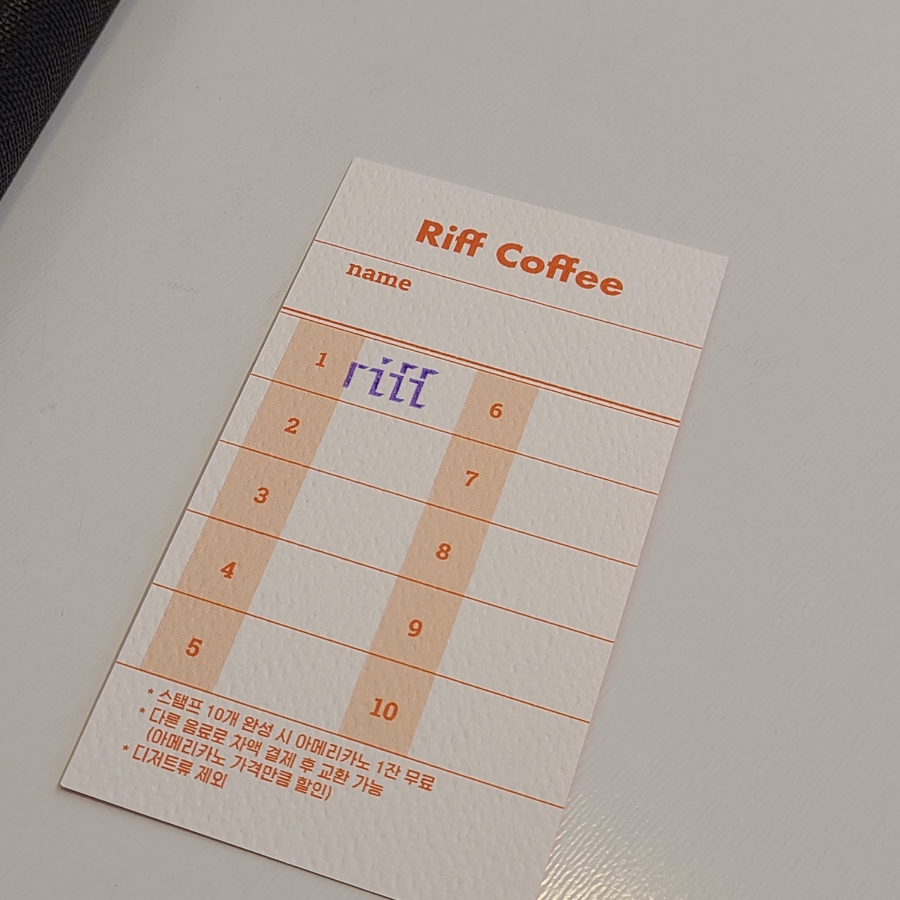 Riff Coffee
name
1 riff 6
2 7
3 8
4 9
5 10
* 스탬프 10개 완성 시 아메리카노 1잔 무료
* 다른 음료로 차액 결제 후 교환 가능
(아메리카노 가격만큼 할인)
* 디저트류 제외